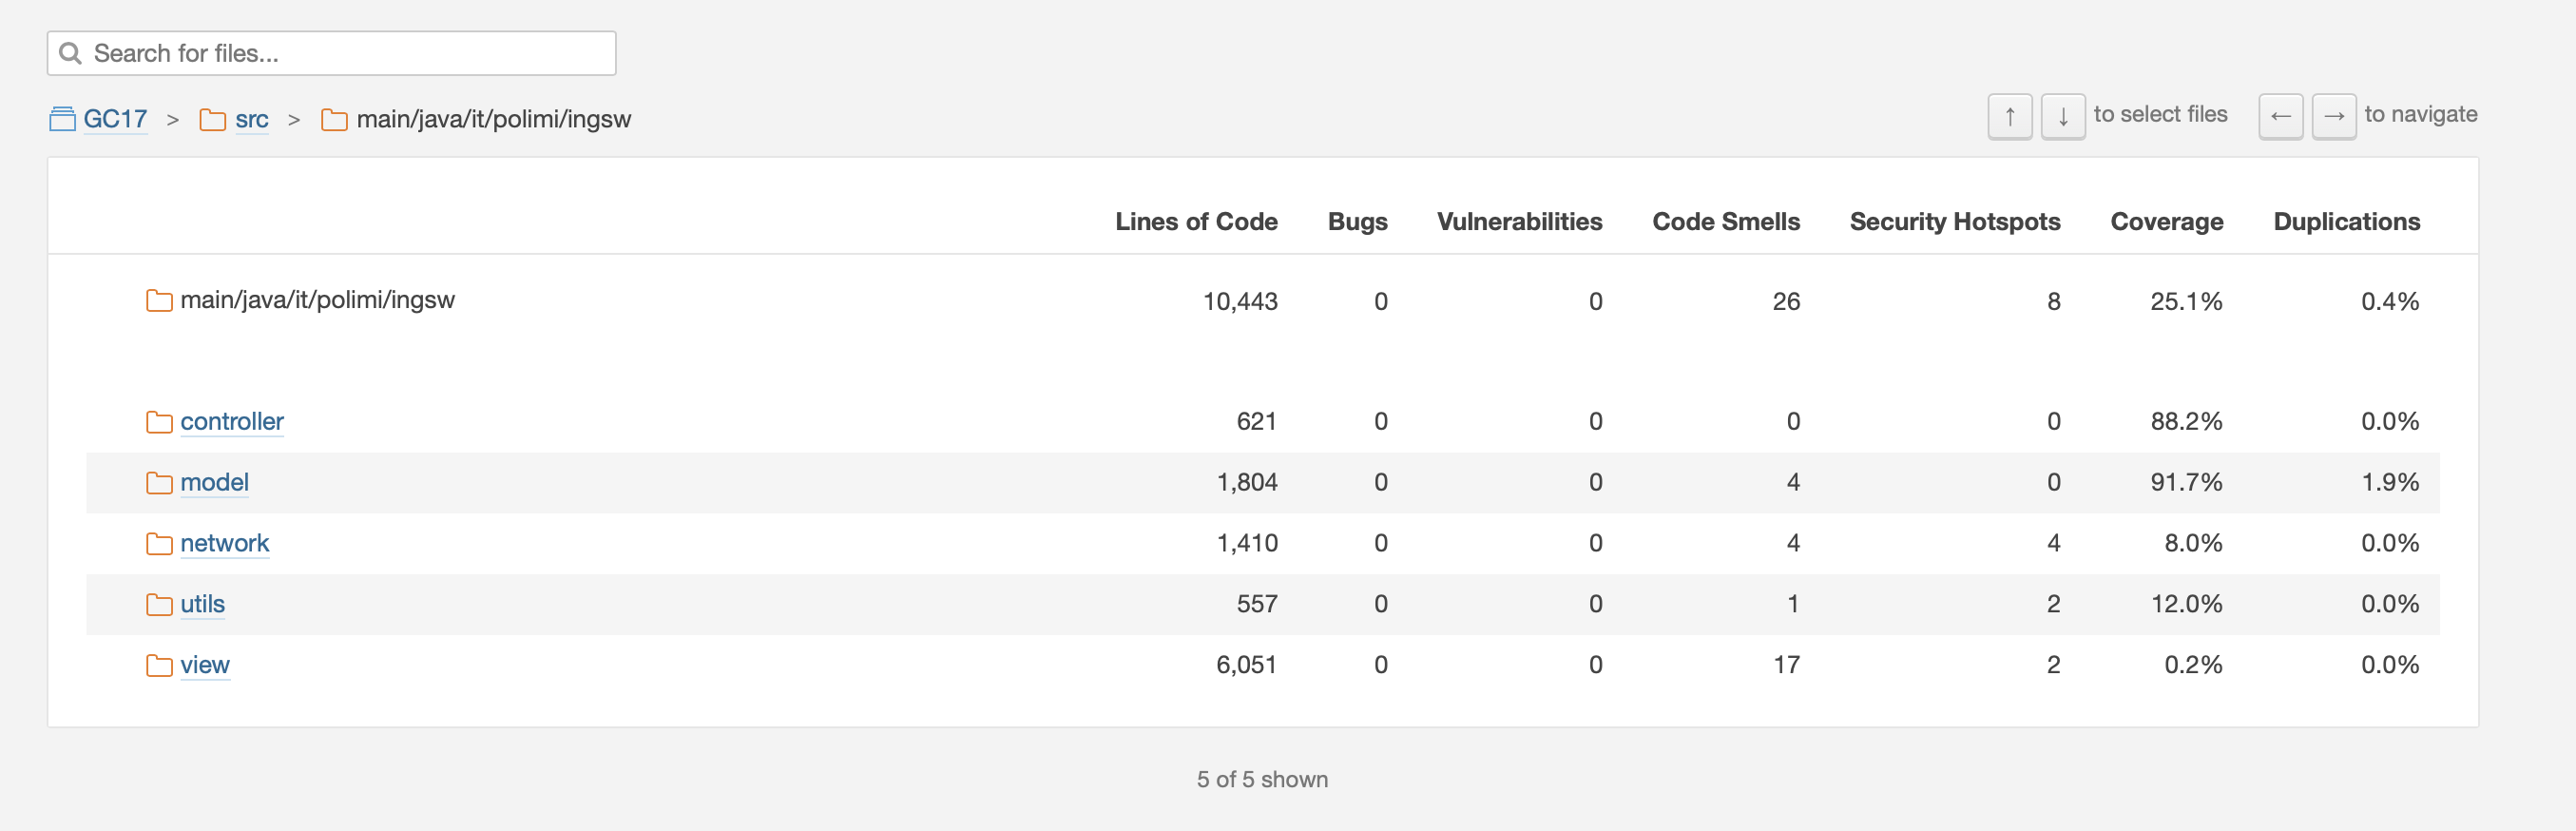 Search for files...
GC17 > src > main/java/it/polimi/ingsw
↑ ↓ to select files ← → to navigate
Lines of Code Bugs Vulnerabilities Code Smells Security Hotspots Coverage Duplications
main/java/it/polimi/ingsw 10,443 0 0 26 8 25.1% 0.4%
controller 621 0 0 0 0 88.2% 0.0%
model 1,804 0 0 4 0 91.7% 1.9%
network 1,410 0 0 4 4 8.0% 0.0%
utils 557 0 0 1 2 12.0% 0.0%
view 6,051 0 0 17 2 0.2% 0.0%
5 of 5 shown